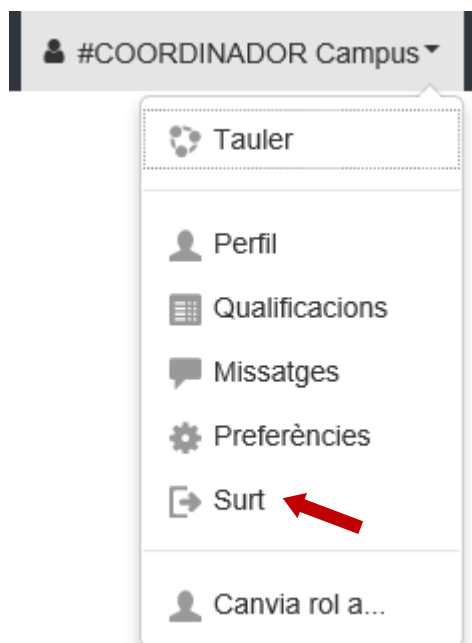 #COORDINADOR Campus
Tauler
Perfil
Qualificacions
Missatges
Preferències
Surt
Canvia rol a...